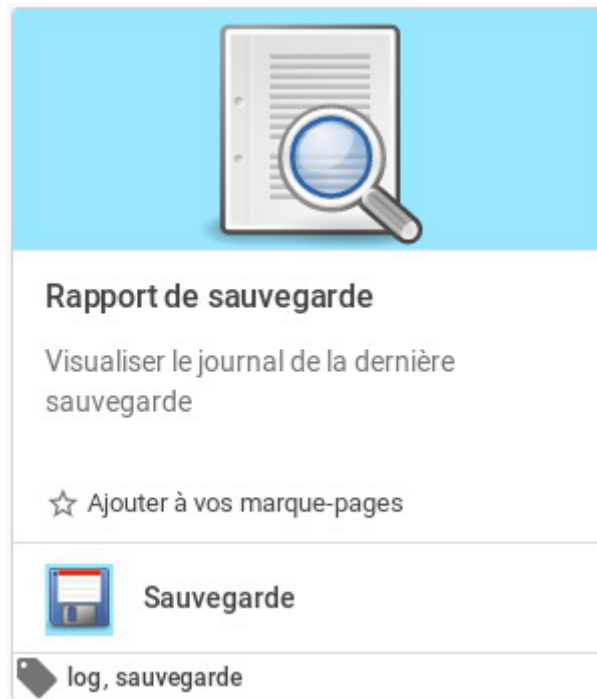 Rapport de sauvegarde
Visualiser le journal de la dernière
sauvegarde
Ajouter à vos marque-pages
Sauvegarde
log, sauvegarde